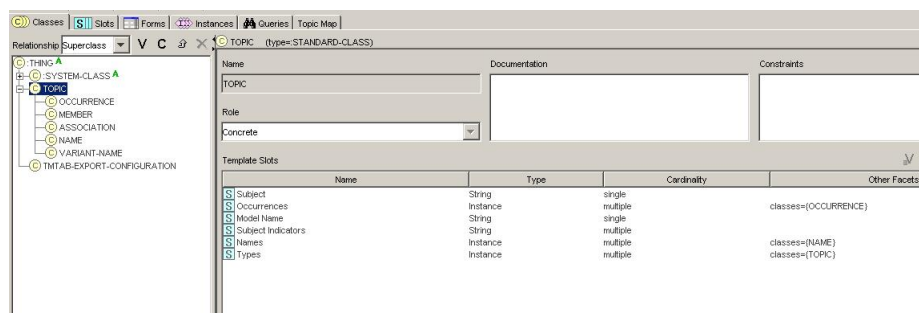 Classes Slots Forms Instances Queries Topic Map
Relationship Superclass V C
TOPIC (type=:STANDARD-CLASS)
:THING A
:SYSTEM-CLASS A
TOPIC
OCCURRENCE
MEMBER
ASSOCIATION
NAME
VARIANT-NAME
TMTAB-EXPORT-CONFIGURATION
Name Documentation Constraints
TOPIC
Role
Concrete
Template Slots V
Name Type Cardinality Other Facets
S Subject String single
S Occurrences Instance multiple classes={OCCURRENCE}
S Model Name String single
S Subject Indicators String multiple
S Names Instance multiple classes={NAME}
S Types Instance multiple classes={TOPIC}